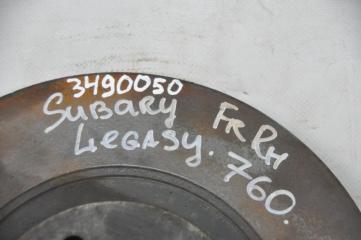 3490050
SUBARY FR RH
LEGASY. 760.